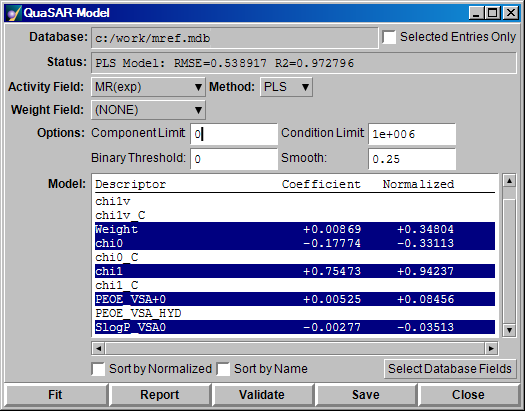 QuaSAR-Model
Database: c:/work/mref.mdb Selected Entries Only
Status: PLS Model: RMSE=0.538917 R2=0.972796
Activity Field: MR(exp) Method: PLS
Weight Field: (NONE)
Options: Component Limit: 0 Condition Limit: 1e+006
Binary Threshold: 0 Smooth: 0.25
Model: Descriptor Coefficient Normalized
chi1v
chi1v_C
Weight +0.00869 +0.34804
chi0 -0.17774 -0.33113
chi0_C
chi1 +0.75473 +0.94237
chi1_C
PEOE_VSA+0 +0.00525 +0.08456
PEOE_VSA_HYD
SlogP_VSA0 -0.00277 -0.03513
Sort by Normalized Sort by Name Select Database Fields
Fit Report Validate Save Close